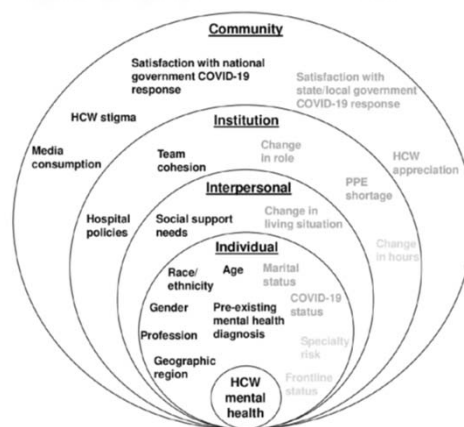 Community
Satisfaction with national
government COVID-19
response
Satisfaction with
state/local government
COVID-19 response
HCW stigma
Institution
Media
consumption
Team
cohesion
Change
in role
HCW
appreciation
Interpersonal
PPE
shortage
Hospital
policies
Social support
needs
Change in
living situation
Change
in hours
Individual
Race/
ethnicity
Age
Marital
status
Gender
Pre-existing
mental health
diagnosis
COVID-19
status
Profession
Specialty
risk
Geographic
region
HCW
mental
health
Frontline
status